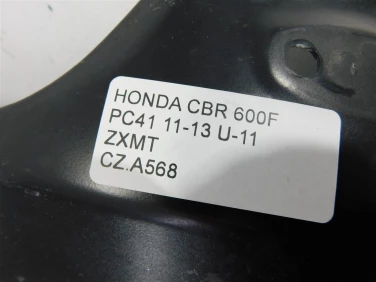 HONDA CBR 600F
PC41 11-13 U-11
ZXMT
CZ.A568